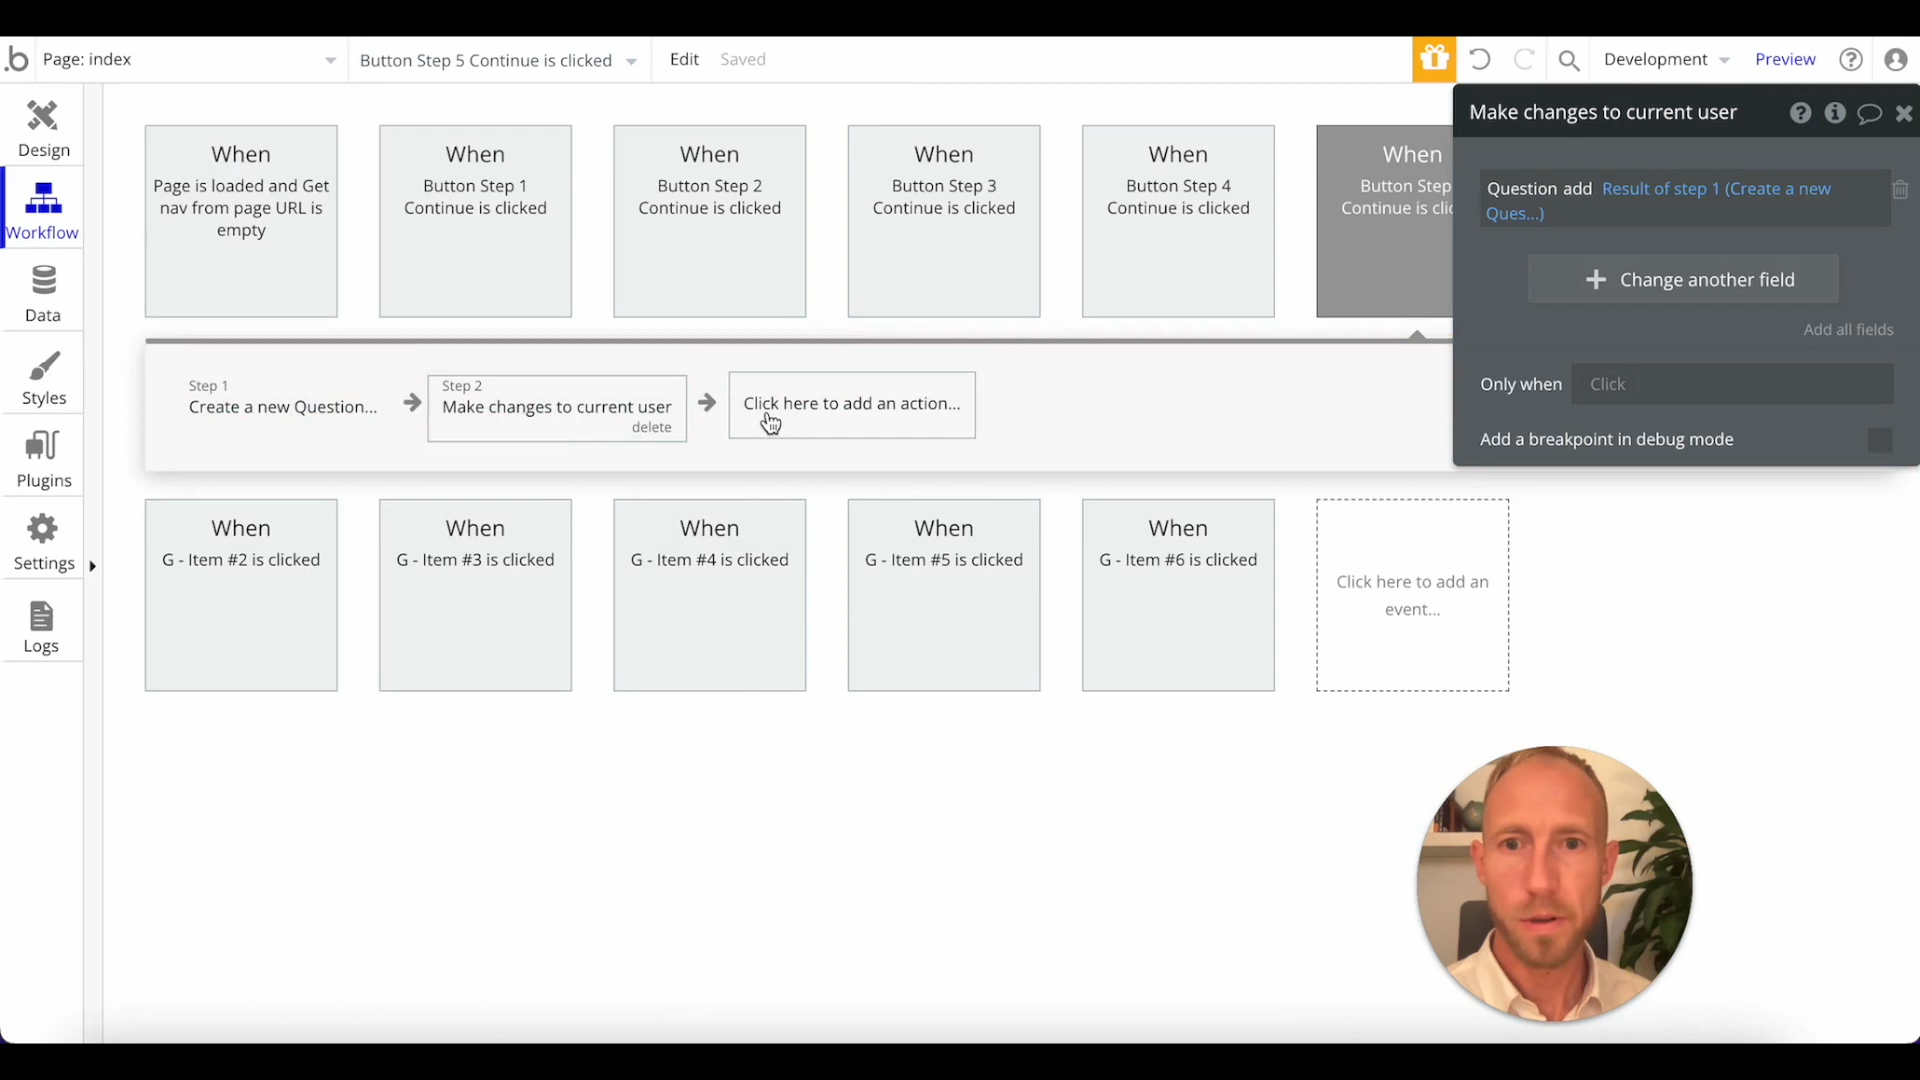 .b Page: index Button Step 5 Continue is clicked Edit Saved Development Preview
Make changes to current user
Design
Workflow
Data
Styles
Plugins
Settings
Logs
When
Page is loaded and Get
nav from page URL is
empty
When
Button Step 1
Continue is clicked
When
Button Step 2
Continue is clicked
When
Button Step 3
Continue is clicked
When
Button Step 4
Continue is clicked
When
Button Step
Continue is clic
Question add Result of step 1 (Create a new
Ques...)
Change another field
Add all fields
Only when Click
Add a breakpoint in debug mode
Step 1
Create a new Question...
Step 2
Make changes to current user
delete
Click here to add an action...
When
G - Item #2 is clicked
When
G - Item #3 is clicked
When
G - Item #4 is clicked
When
G - Item #5 is clicked
When
G - Item #6 is clicked
Click here to add an
event...